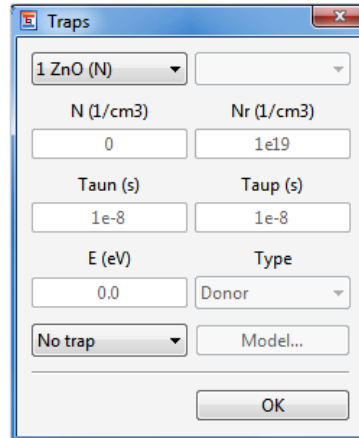 Traps
1 ZnO (N)
N (1/cm3) Nr (1/cm3)
0 1e19
Taun (s) Taup (s)
1e-8 1e-8
E (eV) Type
0.0 Donor
No trap Model...
OK